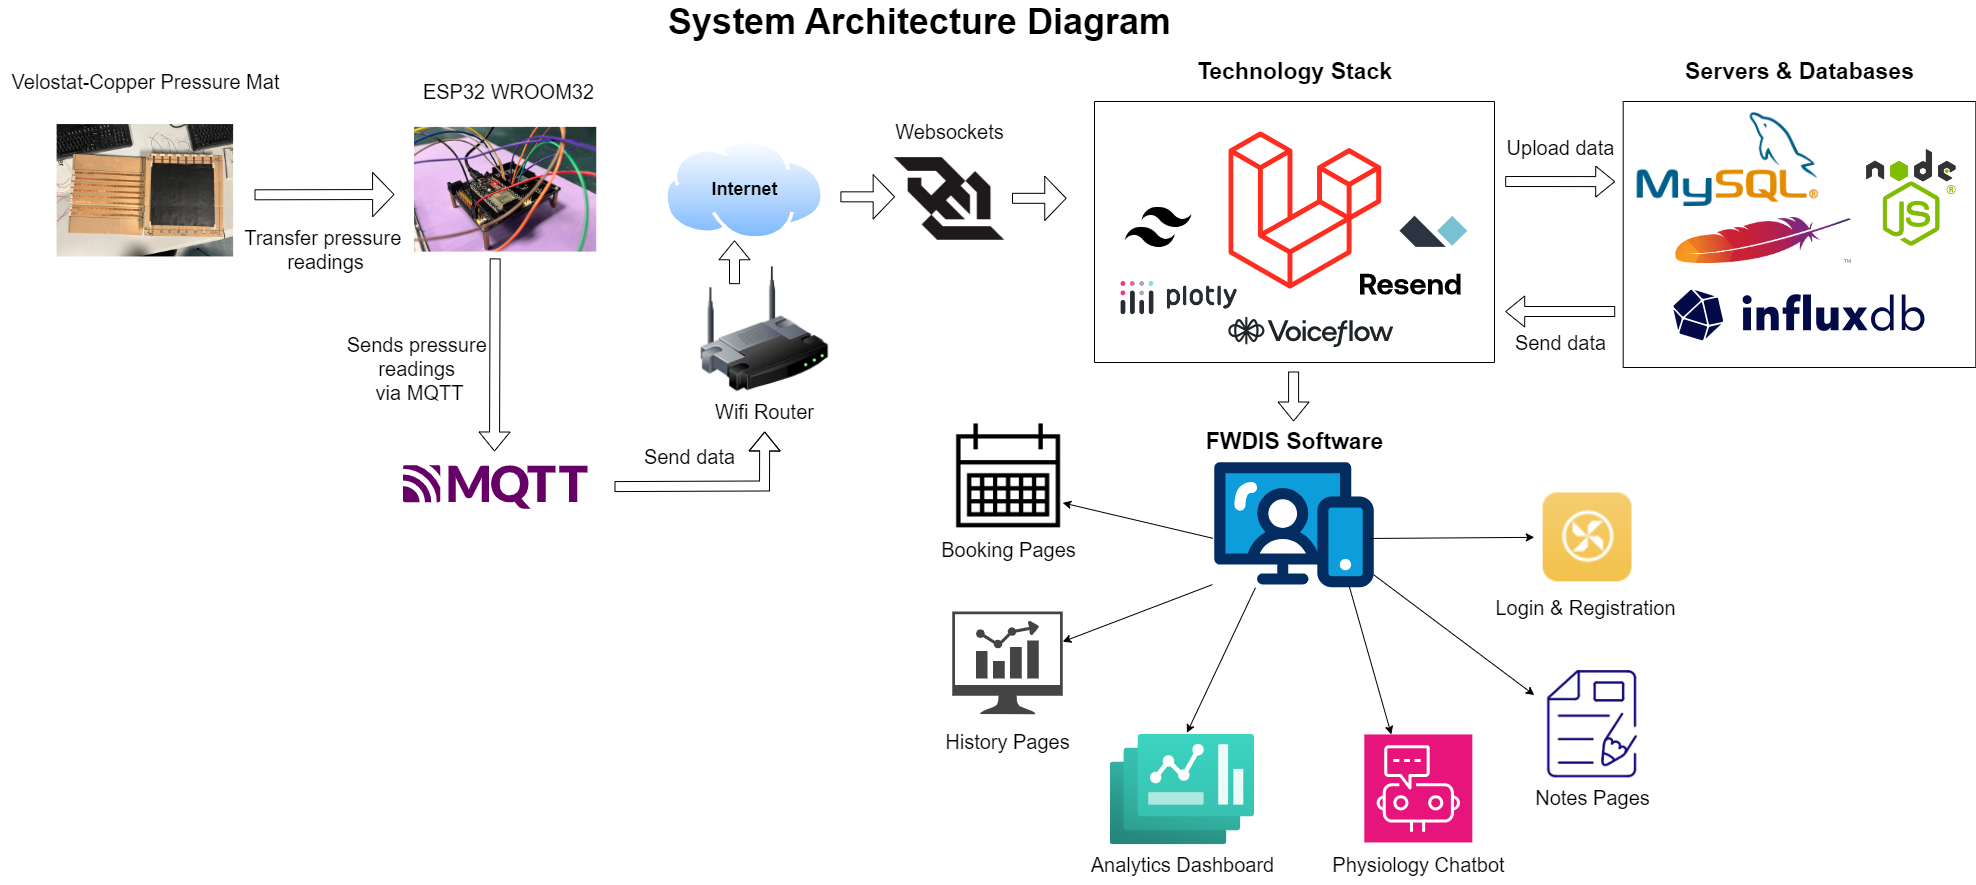 System Architecture Diagram
Velostat-Copper Pressure Mat
ESP32 WROOM32
Transfer pressure
readings
Sends pressure
readings
via MQTT
MQTT
Send data
Wifi Router
Internet
Websockets
Technology Stack
plotly
Resend
Voiceflow
Upload data
Send data
Servers & Databases
MySQL®
node
JS
®
TM
influxdb
FWDIS Software
Booking Pages
Login & Registration
History Pages
Notes Pages
Analytics Dashboard
Physiology Chatbot